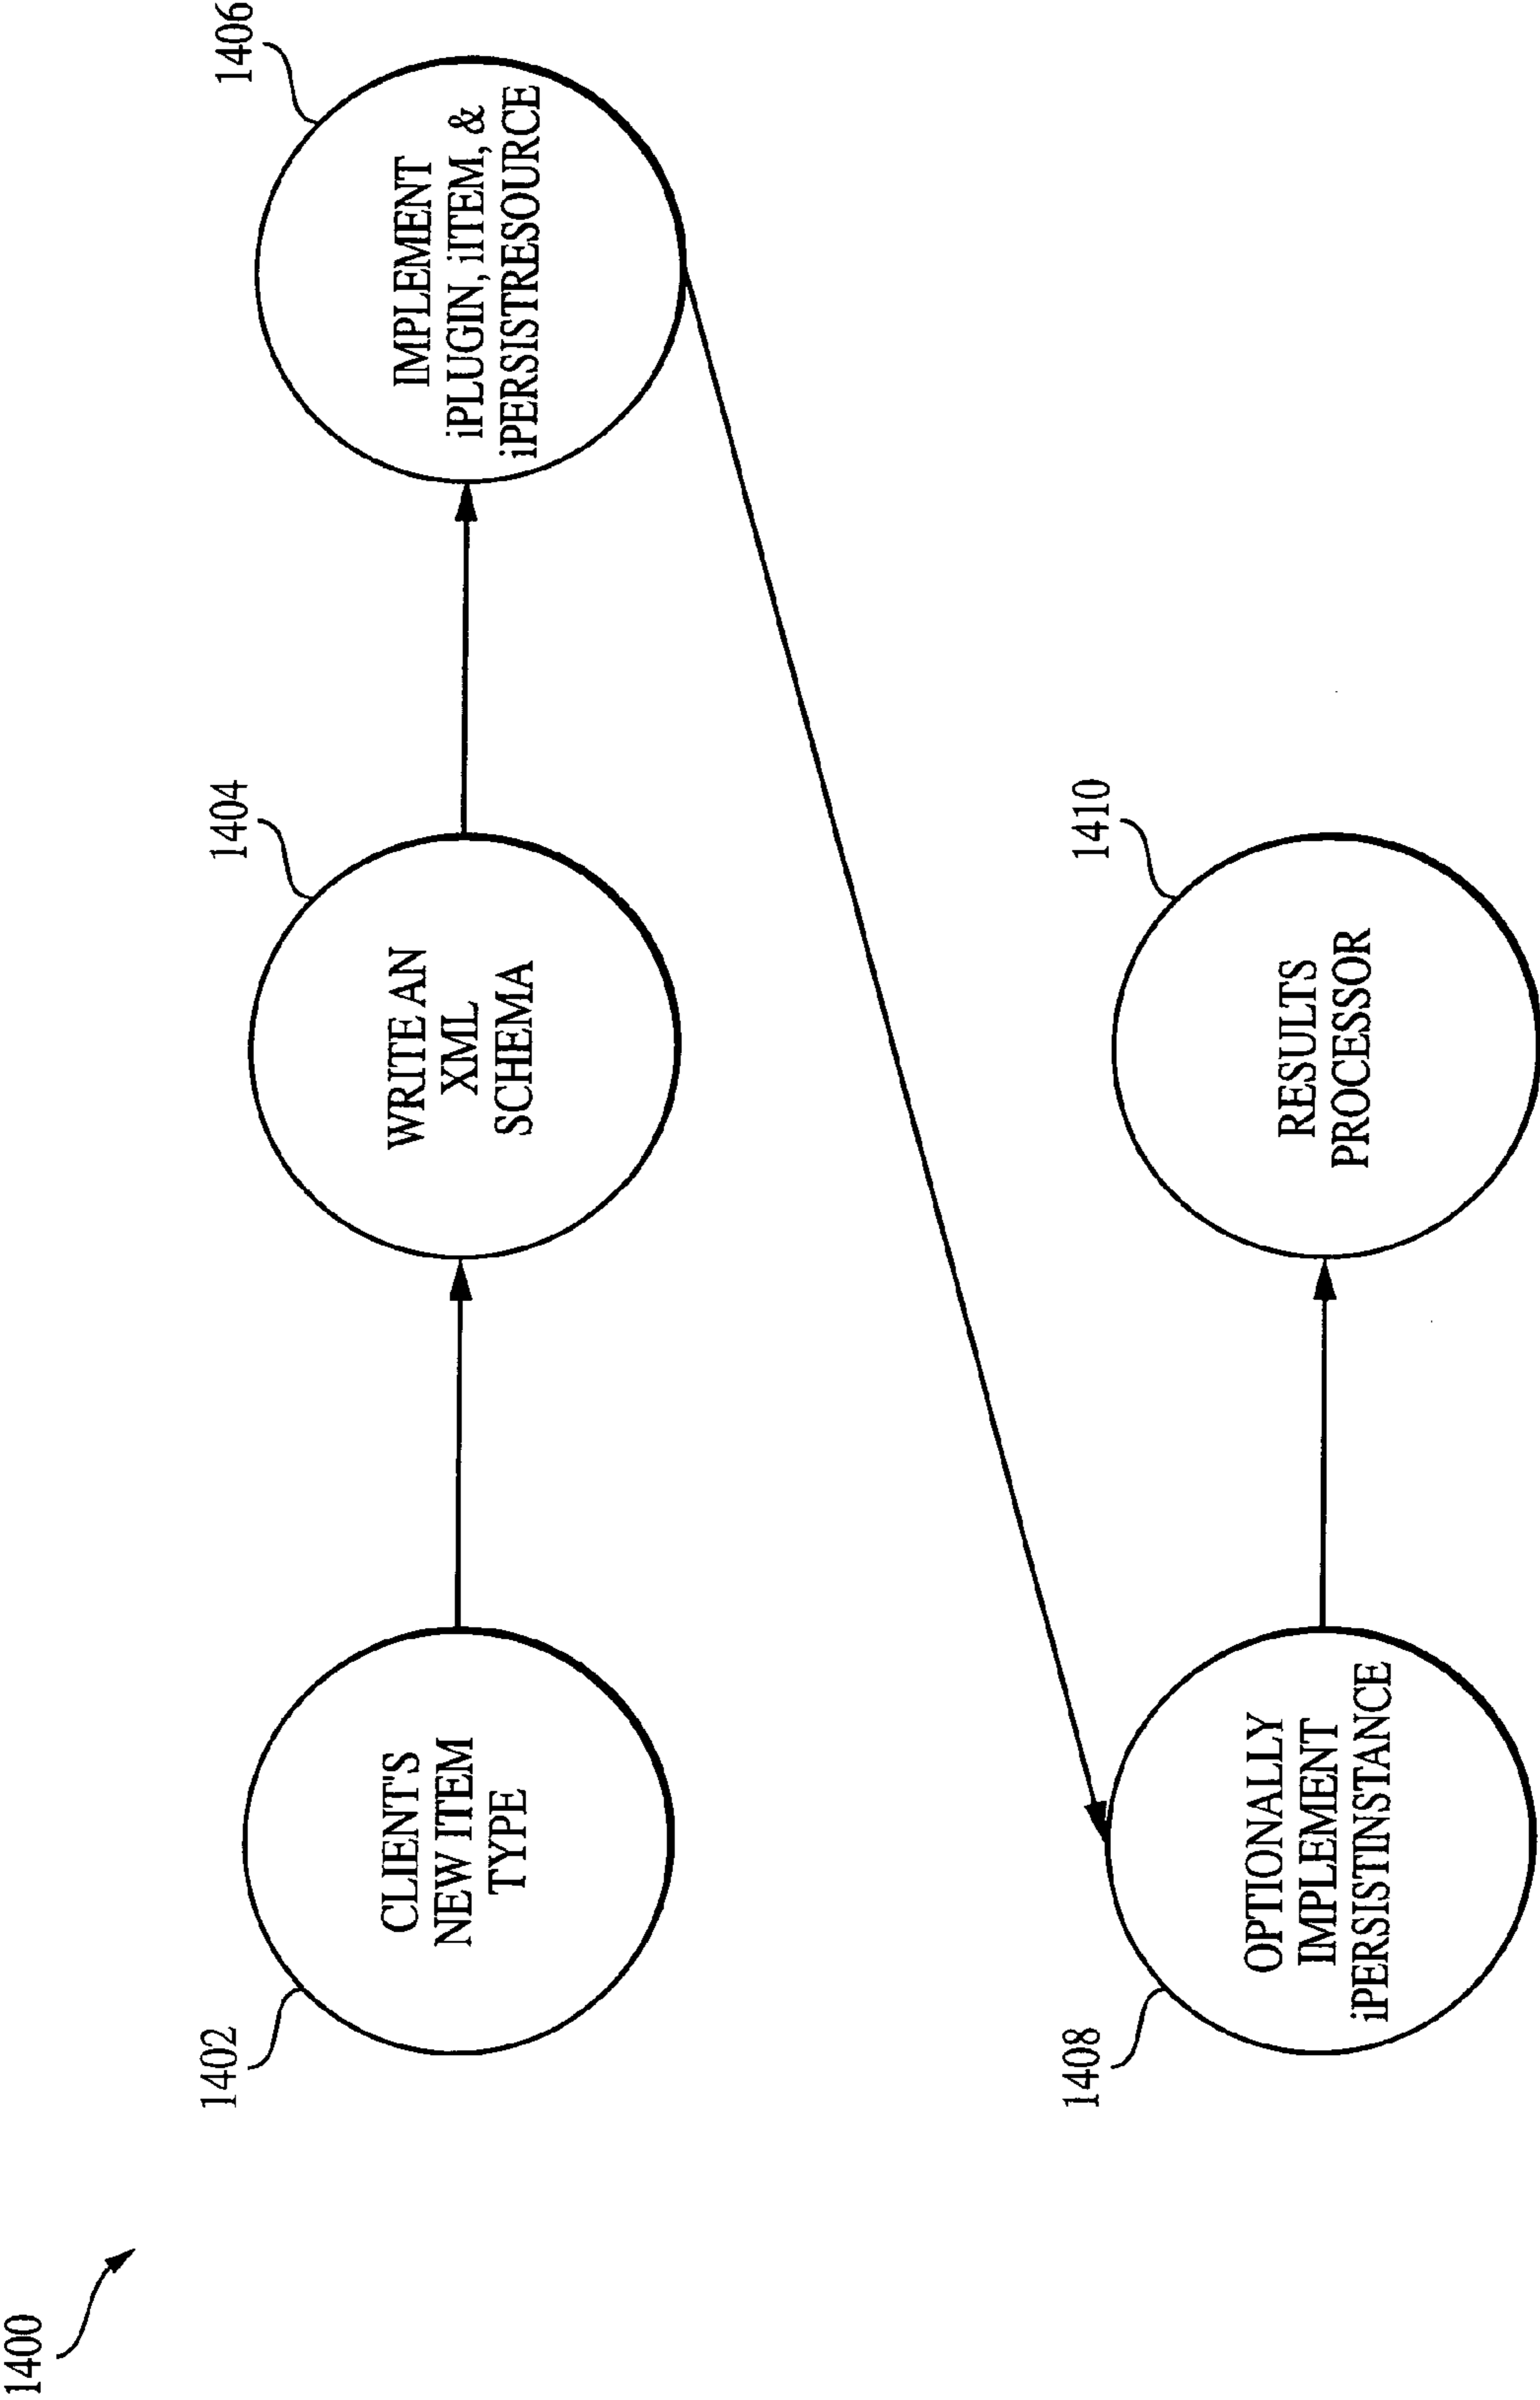 1400
1402
CLIENT'S
NEW ITEM
TYPE
1404
WRITE AN
XML
SCHEMA
1406
IMPLEMENT
iPLUGIN, iITEM, &
iPERSISTRESOURCE
1408
OPTIONALLY
IMPLEMENT
iPERSISTINSTANCE
1410
RESULTS
PROCESSOR